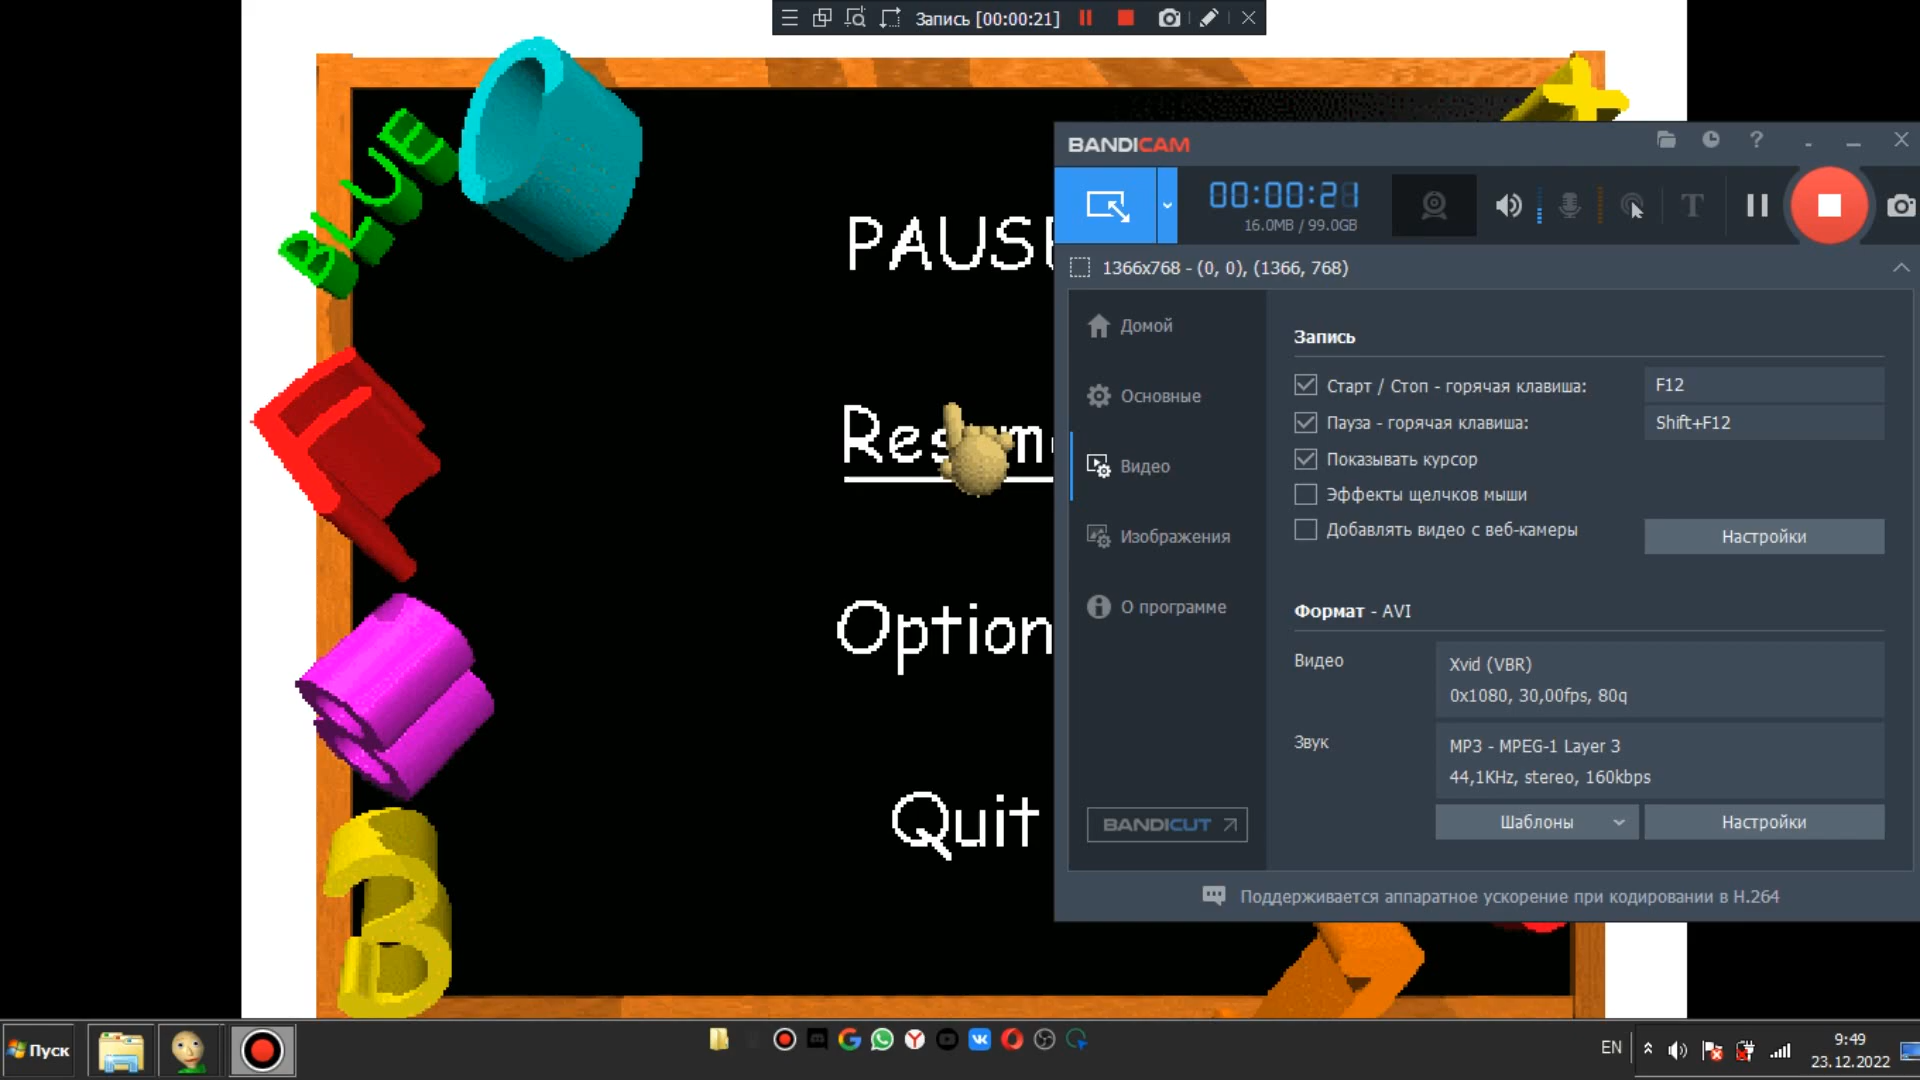 Запись [00:00:21]
BLUE
PAUSE
BANDICAM
00:00:21
16.0MB / 99.0GB
T
1366x768 - (0, 0), (1366, 768)
Домой
Основные
Видео
Изображения
О программе
BANDICUT
Запись
Старт / Стоп - горячая клавиша:
F12
Пауза - горячая клавиша:
Shift+F12
Показывать курсор
Эффекты щелчков мыши
Добавлять видео с веб-камеры
Настройки
Формат - AVI
Видео
Xvid (VBR)
0x1080, 30,00fps, 80q
Звук
MP3 - MPEG-1 Layer 3
44,1KHz, stereo, 160kbps
Шаблоны
Настройки
Поддерживается аппаратное ускорение при кодировании в H.264
Option
Quit
3
Пуск
EN
9:49
23.12.2022